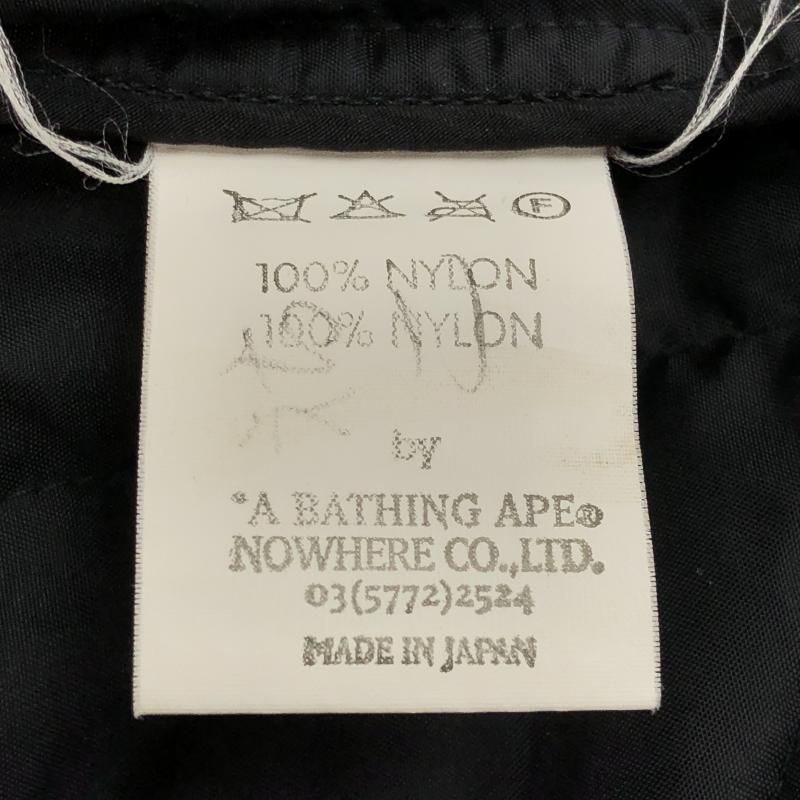 F
100% NYLON
100% NYLON
by
*A BATHING APE®
NOWHERE CO.,LTD.
03(5772)2524
MADE IN JAPAN